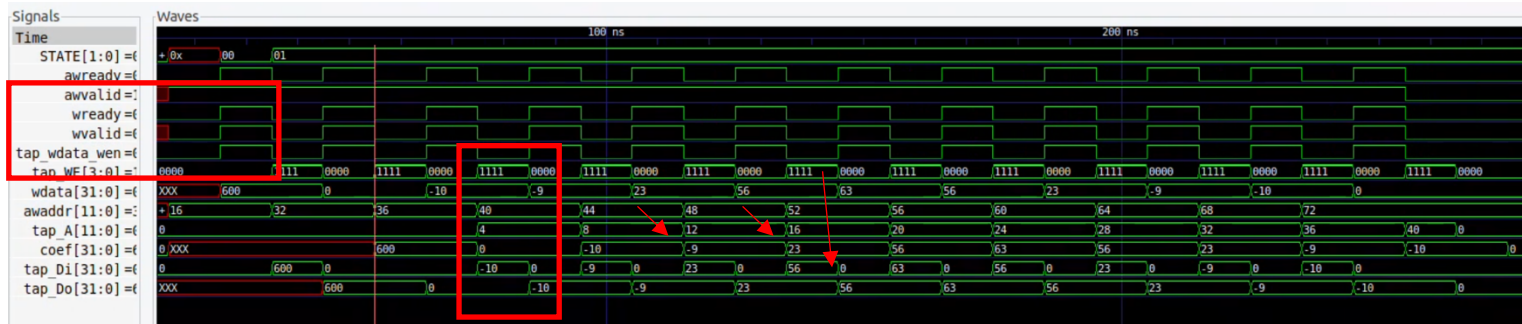 Signals Waves
Time 100 ns 200 ns
STATE[1:0] =0 + 0x 00 01
awready =0
awvalid =1
wready =0
wvalid =0
tap_wdata_wen =0
tap_WE[3:0] =1 0000 1111 0000 1111 0000 1111 0000 1111 0000 1111 0000 1111 0000 1111 0000 1111 0000 1111 0000 1111 0000 1111 0000 1111 0000
wdata[31:0] =0 XXX 600 0 -10 -9 23 56 63 56 23 -9 -10 0
awaddr[11:0] =3 + 16 32 36 40 44 48 52 56 60 64 68 72
tap_A[11:0] =0 0 4 8 12 16 20 24 28 32 36 40 0
coef[31:0] =6 0 XXX 600 0 -10 -9 23 56 63 56 23 -9 -10 0
tap_Di[31:0] =0 0 600 0 -10 0 -9 0 23 0 56 0 63 0 56 0 23 0 -9 0 -10 0
tap_Do[31:0] =6 XXX 600 0 -10 -9 23 56 63 56 23 -9 -10 0